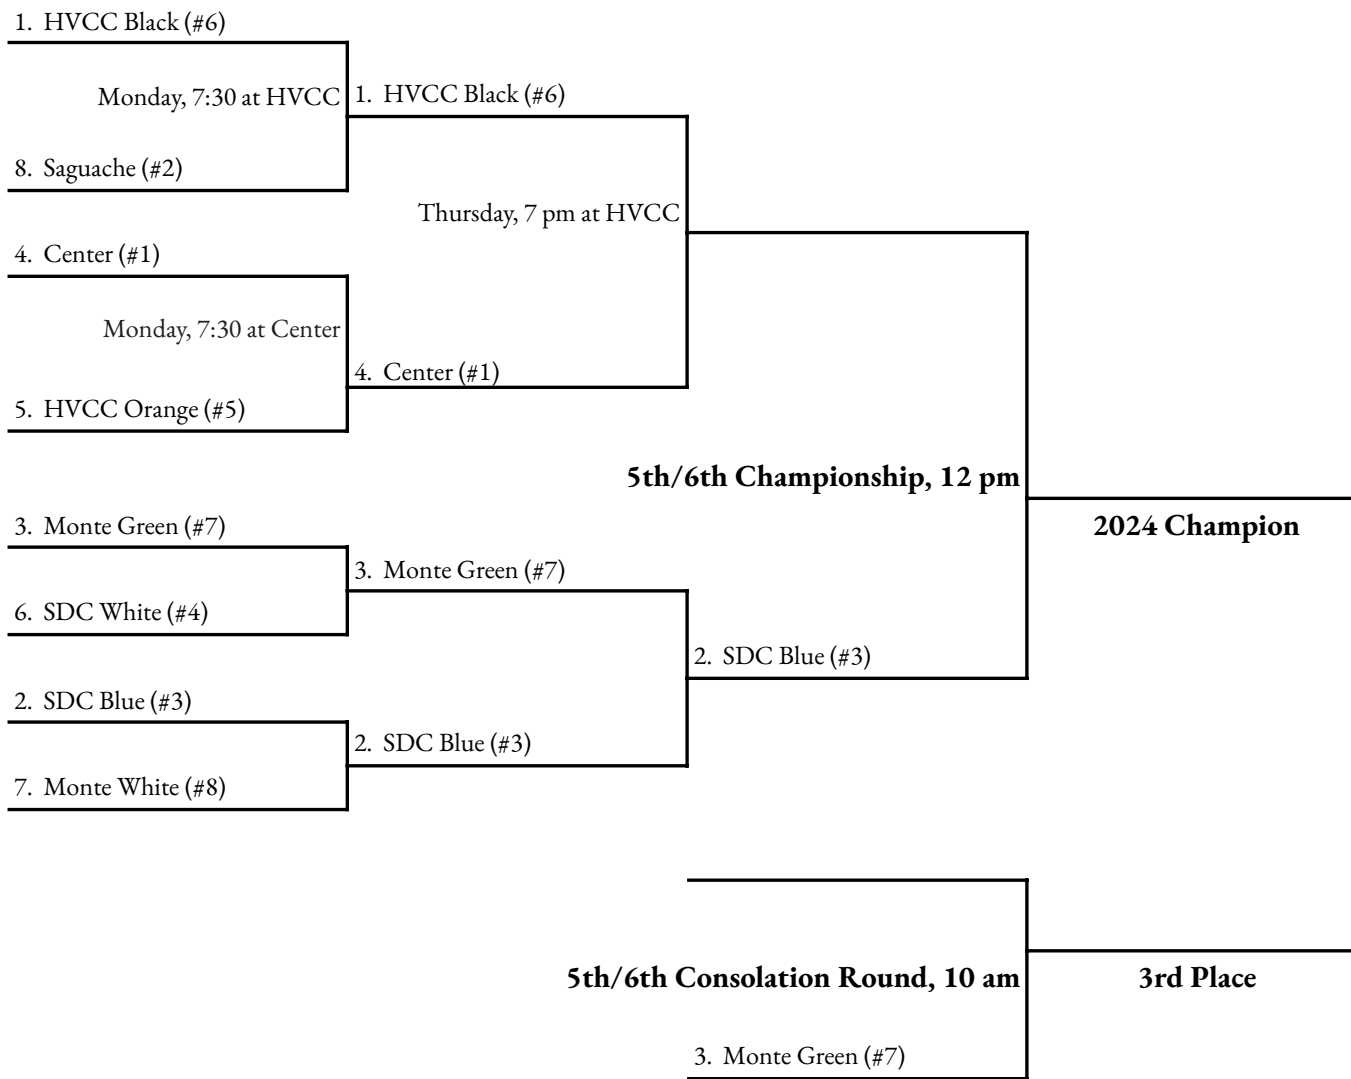 1. HVCC Black (#6)
Monday, 7:30 at HVCC
1. HVCC Black (#6)
8. Saguache (#2)
Thursday, 7 pm at HVCC
4. Center (#1)
Monday, 7:30 at Center
4. Center (#1)
5. HVCC Orange (#5)
5th/6th Championship, 12 pm
2024 Champion
3. Monte Green (#7)
3. Monte Green (#7)
6. SDC White (#4)
2. SDC Blue (#3)
2. SDC Blue (#3)
2. SDC Blue (#3)
7. Monte White (#8)
5th/6th Consolation Round, 10 am
3rd Place
3. Monte Green (#7)